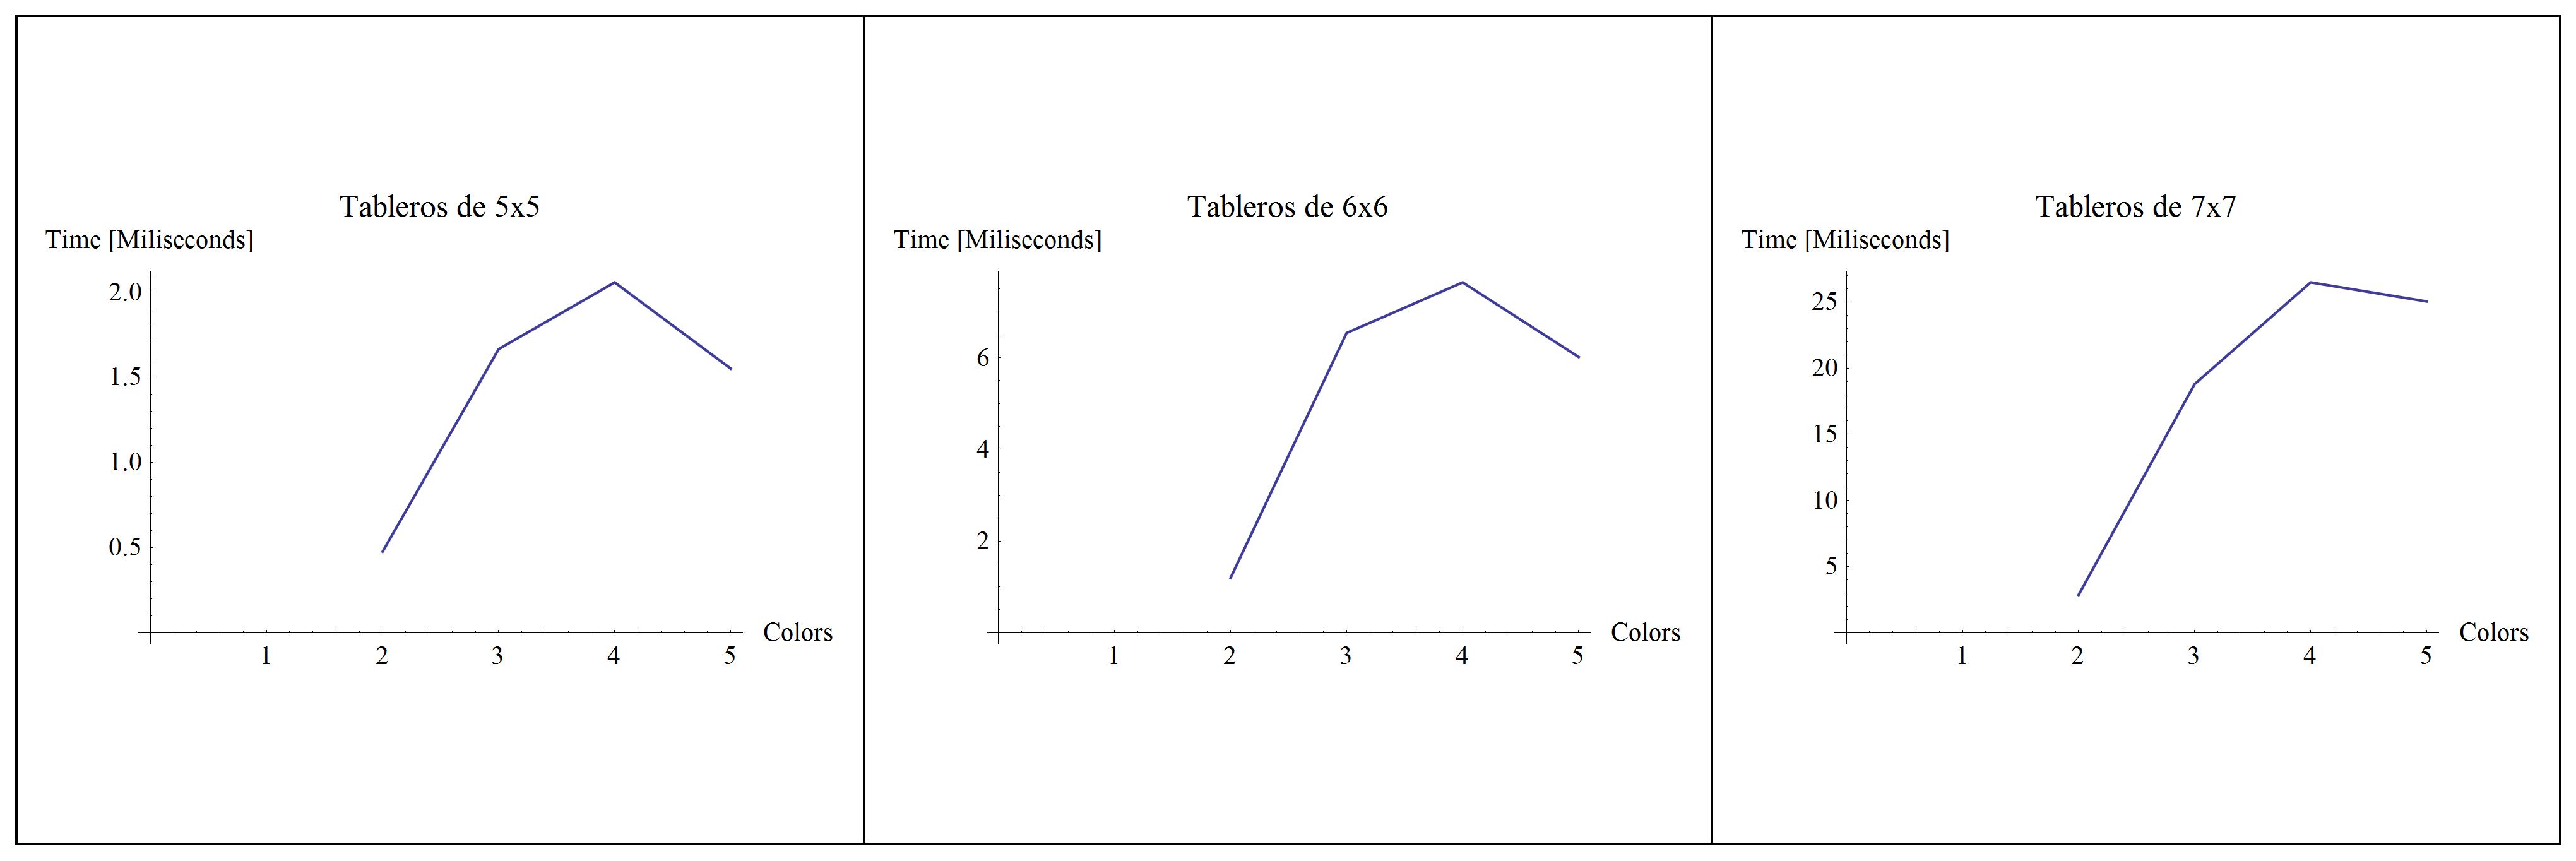 Tableros de 5x5
Time [Miliseconds]
2.0
1.5
1.0
0.5
1 2 3 4 5
Colors
Tableros de 6x6
Time [Miliseconds]
6
4
2
1 2 3 4 5
Colors
Tableros de 7x7
Time [Miliseconds]
25
20
15
10
5
1 2 3 4 5
Colors